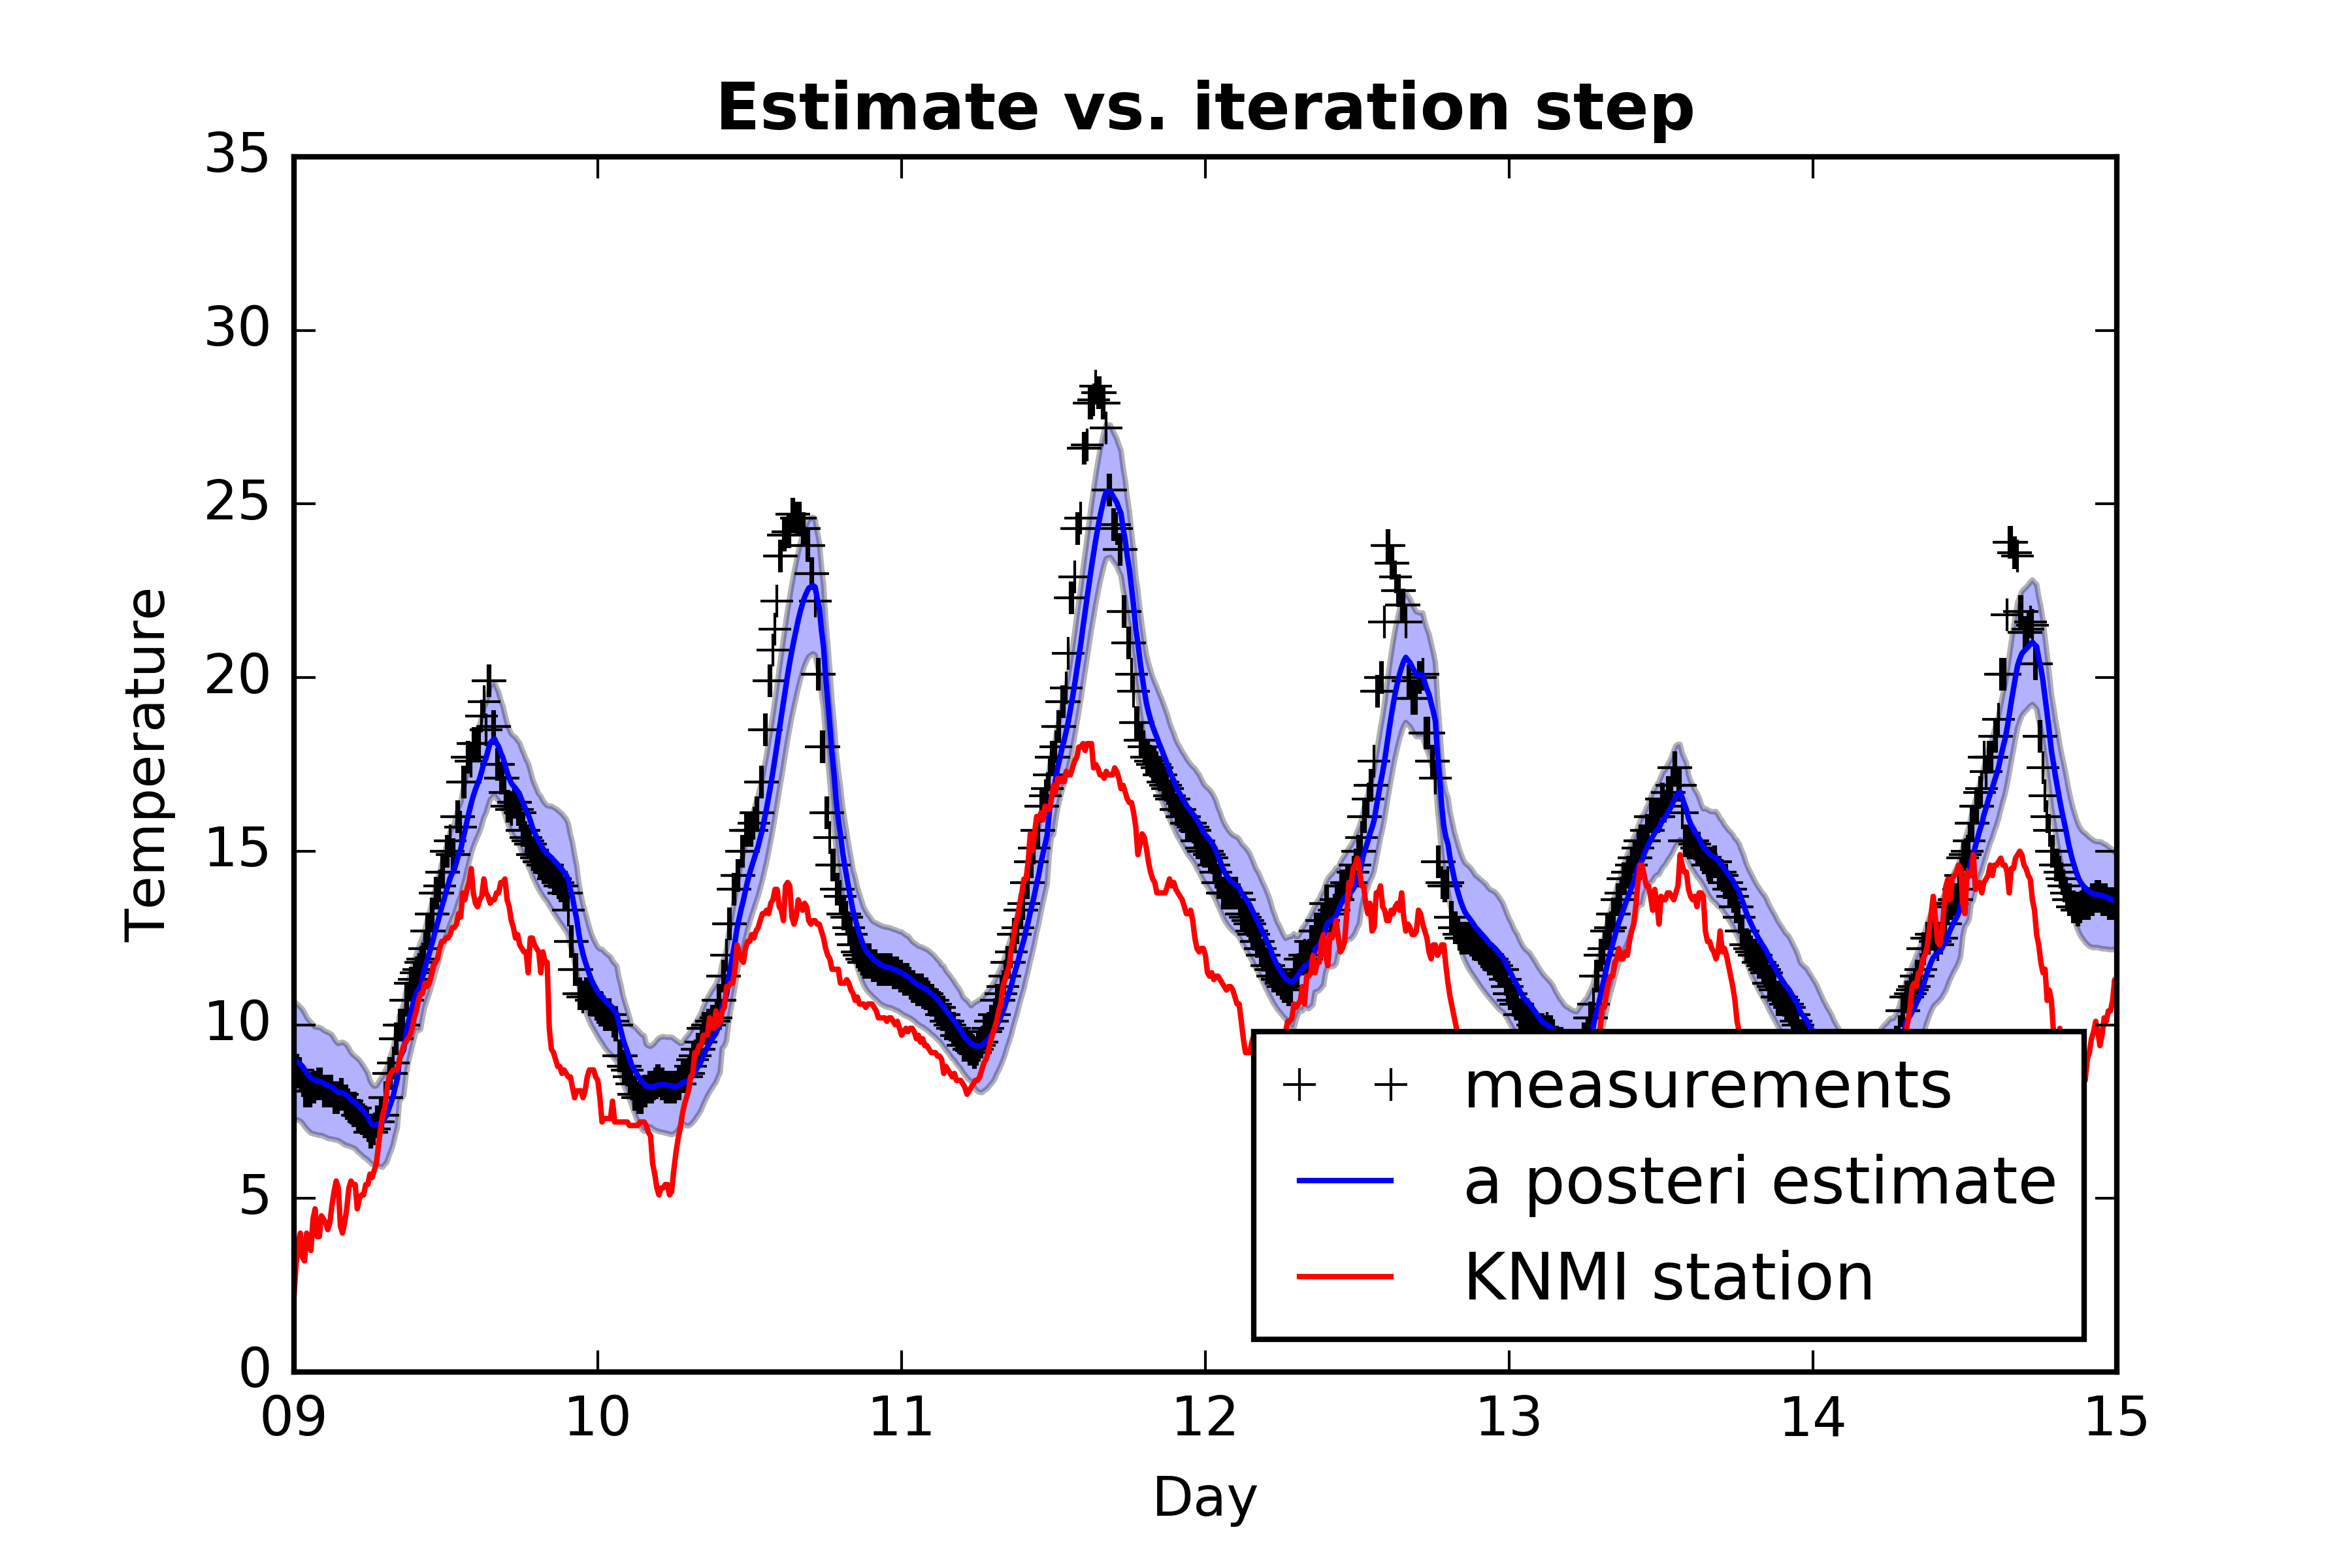 Estimate vs. iteration step
35
30
25
20
15
10
5
0
Temperature
measurements
a posteri estimate
KNMI station
09 10 11 12 13 14 15
Day